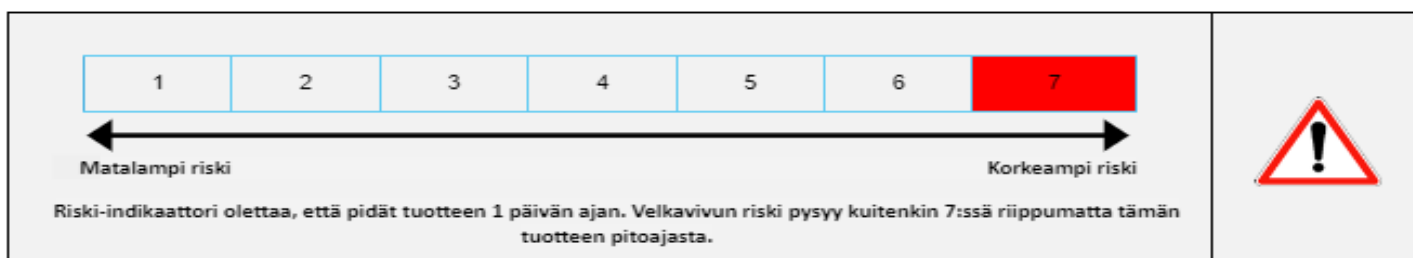 1 2 3 4 5 6 7
Matalampi riski Korkeampi riski
Riski-indikaattori olettaa, että pidät tuotteen 1 päivän ajan. Velkavivun riski pysyy kuitenkin 7:ssä riippumatta tämän
tuotteen pitoajasta.